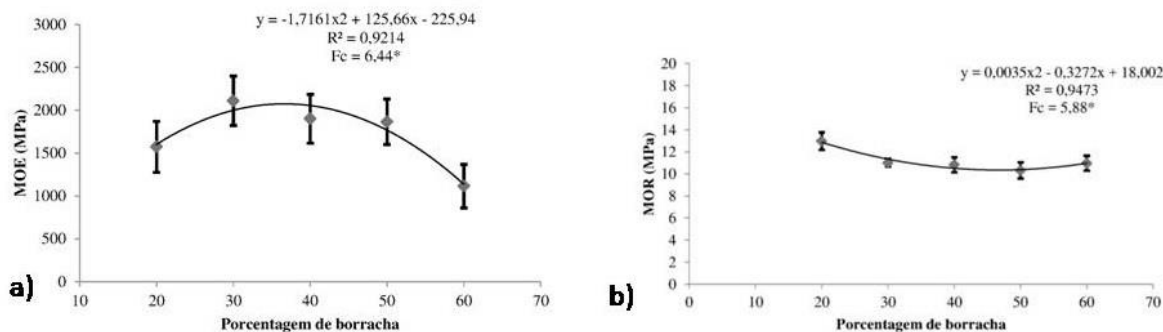 y = -1,7161x2 + 125,66x - 225,94
R² = 0,9214
Fc = 6,44*
3000
2500
2000
1500
1000
500
0
MOE (MPa)
10 20 30 40 50 60 70
Porcentagem de borracha
a)
y = 0,0035x2 - 0,3272x + 18,002
R² = 0,9473
Fc = 5,88*
20
18
16
14
12
10
8
6
4
2
0
MOR (MPa)
0 10 20 30 40 50 60 70
Porcentagem de borracha
b)